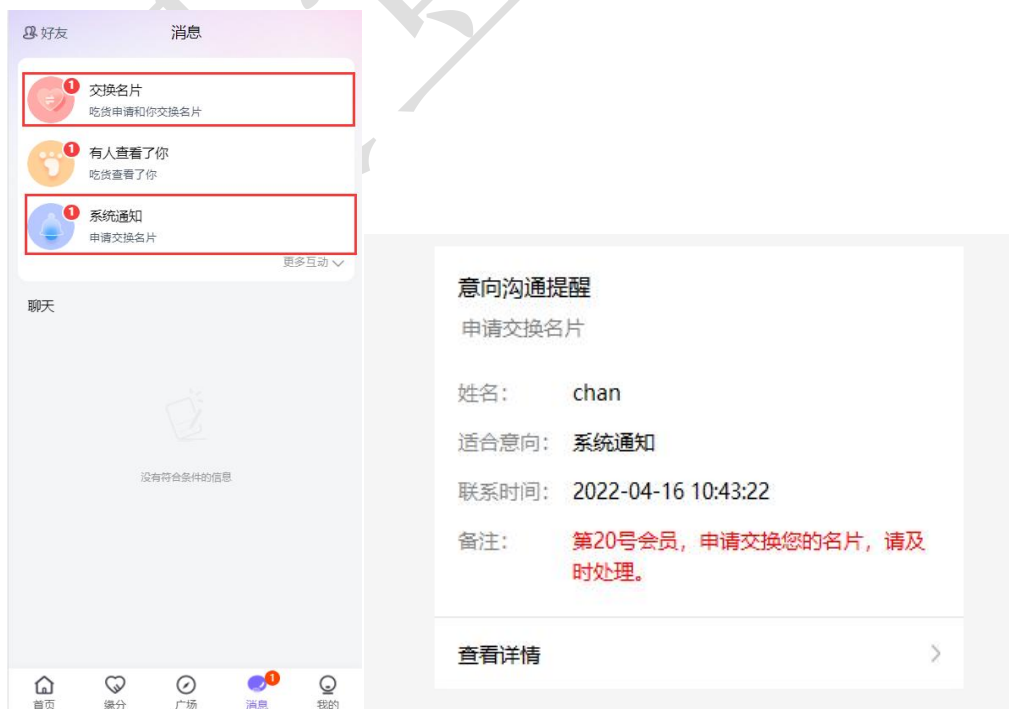 好友
消息
1
交换名片
吃货申请和你交换名片
1
有人查看了你
吃货查看了你
1
系统通知
申请交换名片
更多互动
聊天
没有符合条件的信息
1
首页
缘分
广场
消息
我的
意向沟通提醒
申请交换名片
姓名： chan
适合意向： 系统通知
联系时间： 2022-04-16 10:43:22
备注： 第20号会员，申请交换您的名片，请及
时处理。
查看详情